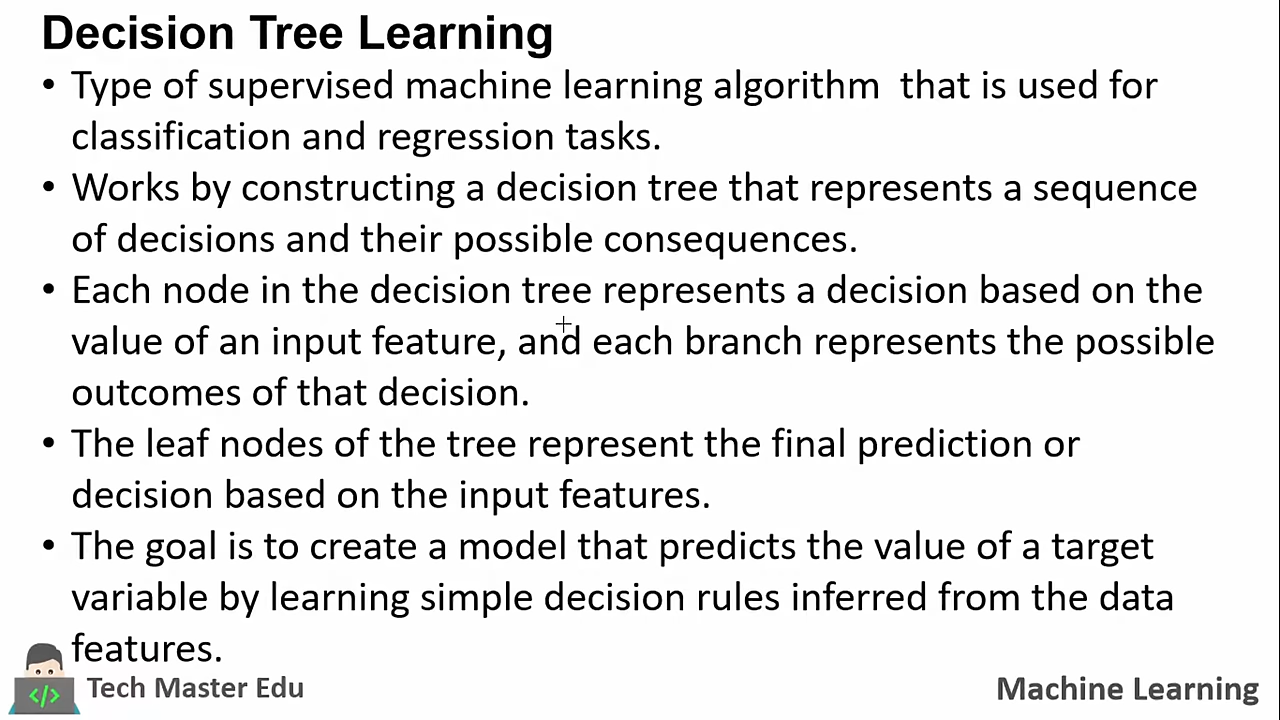 Decision Tree Learning
• Type of supervised machine learning algorithm  that is used for
classification and regression tasks.
• Works by constructing a decision tree that represents a sequence
of decisions and their possible consequences.
• Each node in the decision tree represents a decision based on the
value of an input feature, and each branch represents the possible
outcomes of that decision.
• The leaf nodes of the tree represent the final prediction or
decision based on the input features.
• The goal is to create a model that predicts the value of a target
variable by learning simple decision rules inferred from the data
features.
</>
Tech Master Edu
Machine Learning